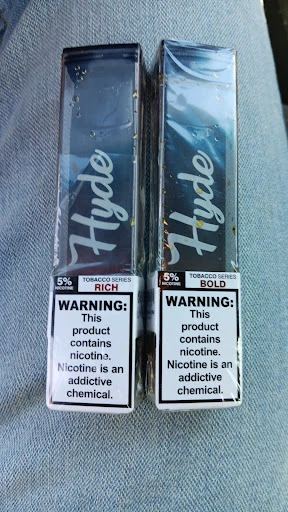 Hyde
5% NICOTINE
TOBACCO SERIES
RICH
WARNING:
This
product
contains
nicotine.
Nicotine is an
addictive
chemical.
Hyde
5% NICOTINE
TOBACCO SERIES
BOLD
WARNING:
This
product
contains
nicotine.
Nicotine is an
addictive
chemical.